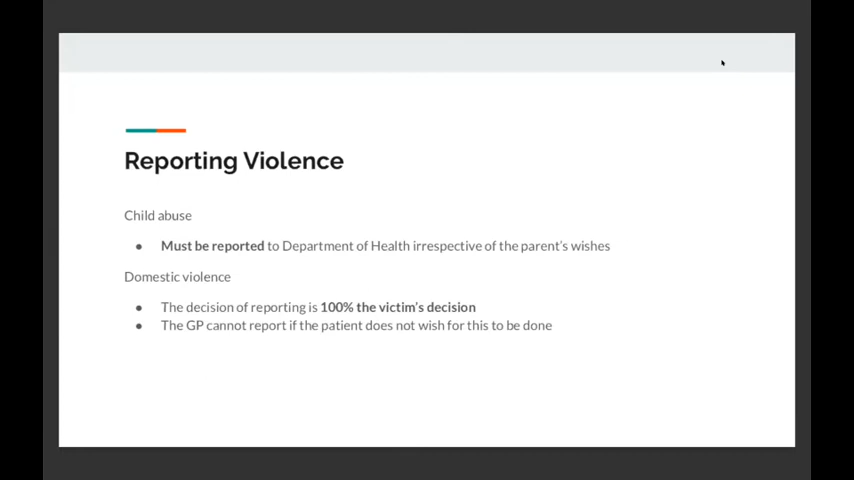 Reporting Violence
Child abuse
● Must be reported to Department of Health irrespective of the parent's wishes
Domestic violence
● The decision of reporting is 100% the victim's decision
● The GP cannot report if the patient does not wish for this to be done